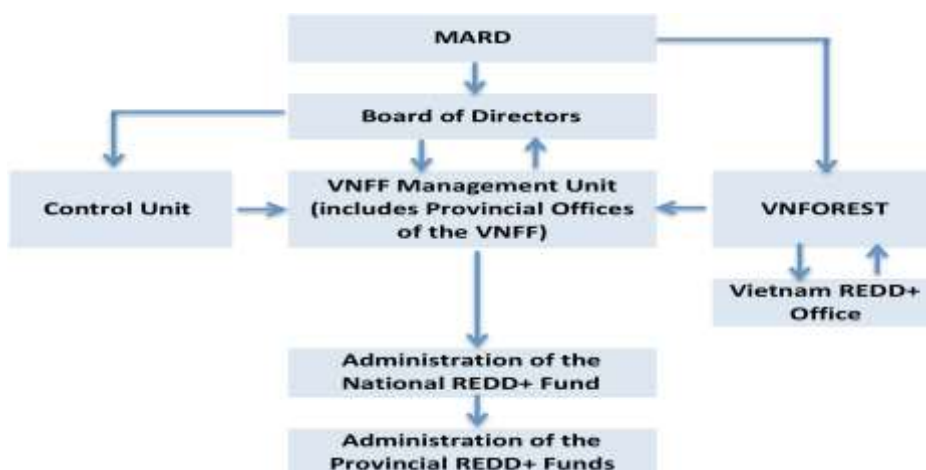 MARD
Board of Directors
Control Unit
VNFF Management Unit
(includes Provincial Offices
of the VNFF)
VNFOREST
Vietnam REDD+
Office
Administration of the
National REDD+ Fund
Administration of the
Provincial REDD+ Funds